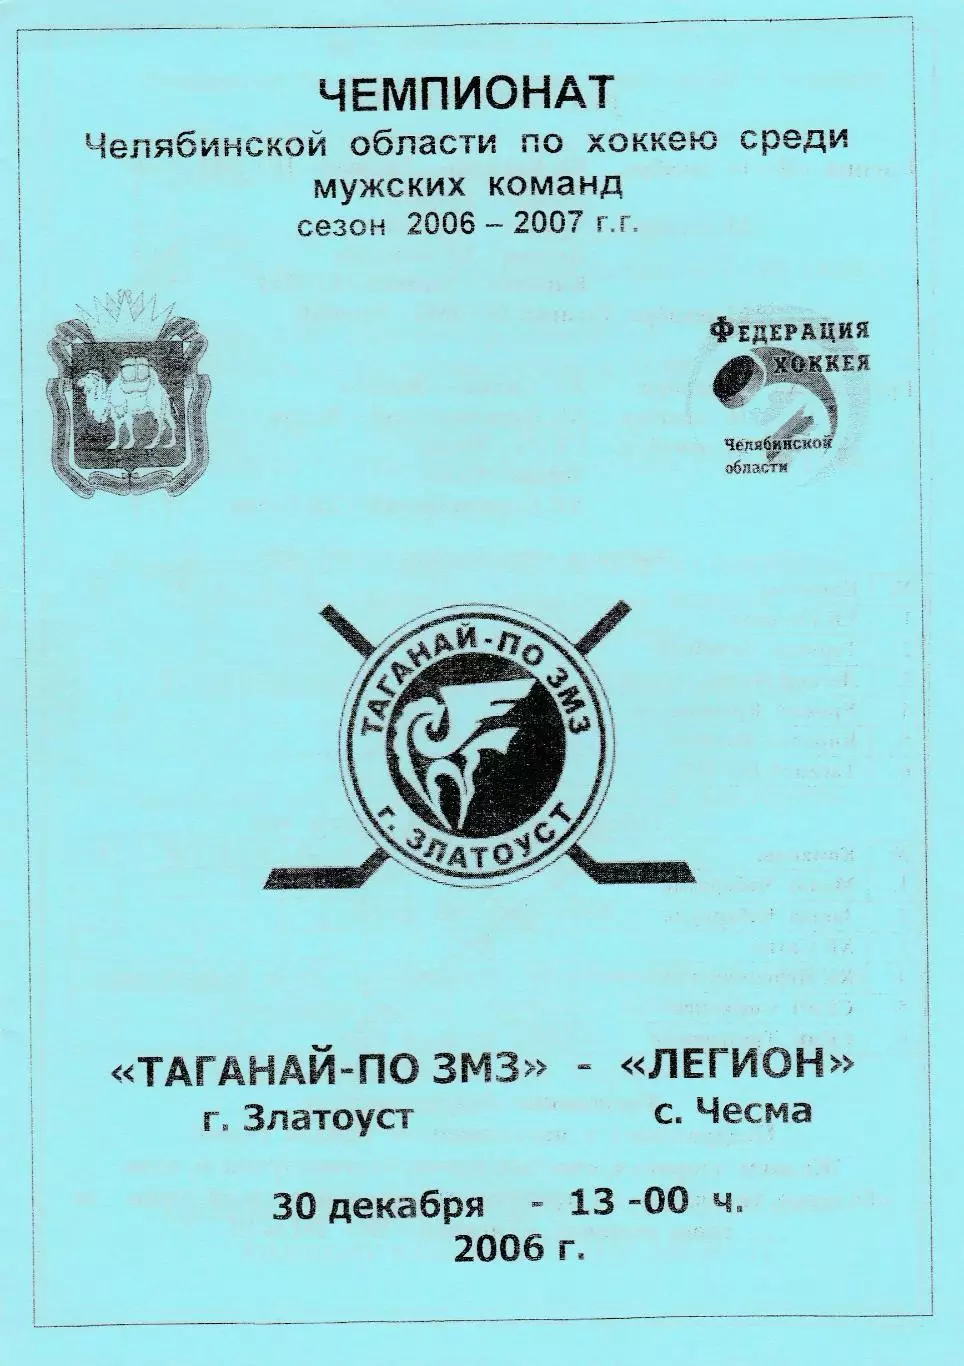 ЧЕМПИОНАТ
Челябинской области по хоккею среди
мужских команд
сезон 2006 – 2007 г.г.
ФЕДЕРАЦИЯ
ХОККЕЯ
Челябинской
области
ТАГАНАЙ-ПО ЗМЗ
г. ЗЛАТОУСТ
«ТАГАНАЙ-ПО ЗМЗ» - «ЛЕГИОН»
г. Златоуст с. Чесма
30 декабря - 13 -00 ч.
2006 г.